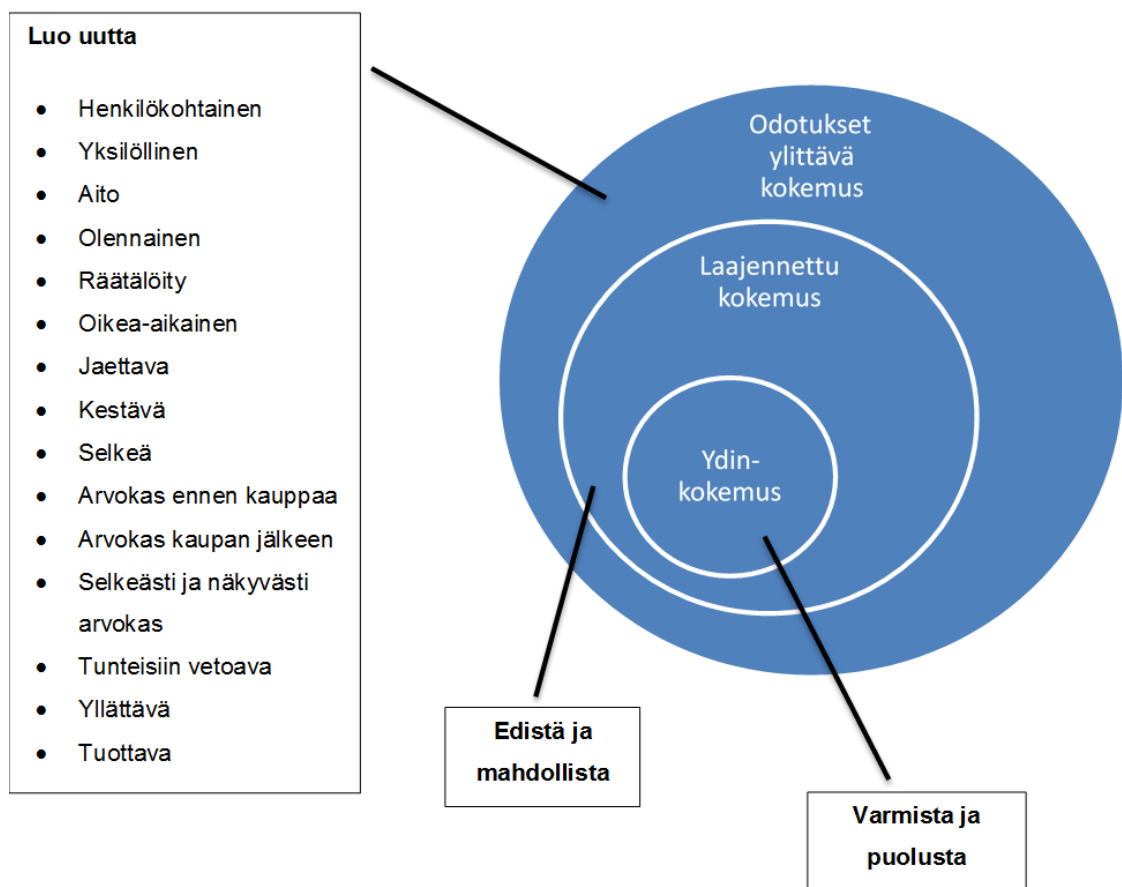 Luo uutta
• Henkilökohtainen
• Yksilöllinen
• Aito
• Olennainen
• Räätälöity
• Oikea-aikainen
• Jaettava
• Kestävä
• Selkeä
• Arvokas ennen kauppaa
• Arvokas kaupan jälkeen
• Selkeästi ja näkyvästi
arvokas
• Tunteisiin vetoava
• Yllättävä
• Tuottava
Odotukset
ylittävä
kokemus
Laajennettu
kokemus
Ydin-
kokemus
Edistä ja
mahdollista
Varmista ja
puolusta